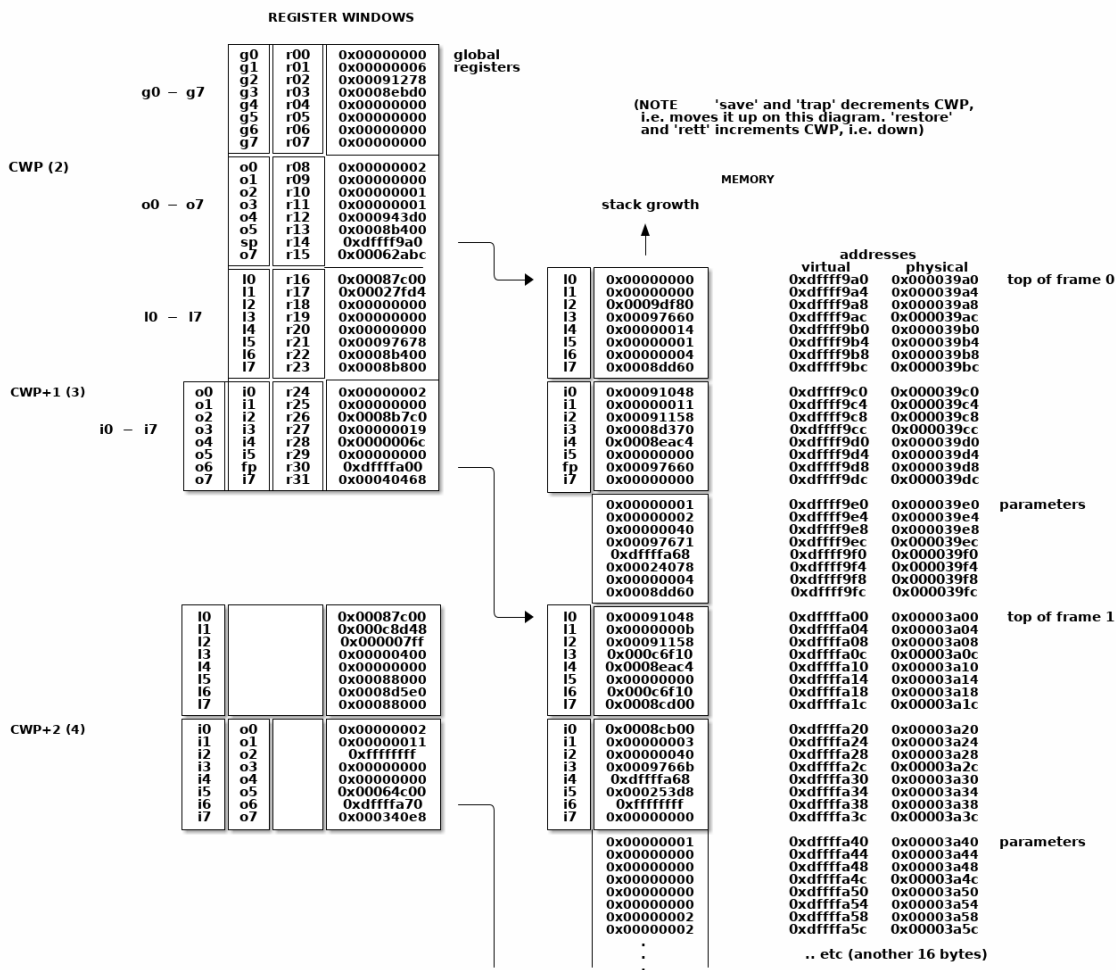 REGISTER WINDOWS
g0 r00 0x00000000 global
g1 r01 0x00000006 registers
g2 r02 0x00091278
g0 – g7 g3 r03 0x0008ebd0
g4 r04 0x00000000
g5 r05 0x00000000
g6 r06 0x00000000
g7 r07 0x00000000
(NOTE 'save' and 'trap' decrements CWP,
i.e. moves it up on this diagram. 'restore'
and 'rett' increments CWP, i.e. down)
CWP (2) o0 r08 0x00000002
o1 r09 0x00000000
o2 r10 0x00000001
o0 – o7 o3 r11 0x00000001
o4 r12 0x000943d0
o5 r13 0x0008b400
sp r14 0xdffff9a0
o7 r15 0x00062abc
MEMORY
stack growth
addresses
virtual physical
l0 r16 0x00087c00 l0 0x00000000 0xdffff9a0 0x000039a0 top of frame 0
l1 r17 0x00027fd4 l1 0x00000000 0xdffff9a4 0x000039a4
l2 r18 0x00000000 l2 0x0009df80 0xdffff9a8 0x000039a8
l0 – l7 l3 r19 0x00000000 l3 0x00097660 0xdffff9ac 0x000039ac
l4 r20 0x00000000 l4 0x00000014 0xdffff9b0 0x000039b0
l5 r21 0x00097678 l5 0x00000001 0xdffff9b4 0x000039b4
l6 r22 0x0008b400 l6 0x00000004 0xdffff9b8 0x000039b8
l7 r23 0x0008b800 l7 0x0008dd60 0xdffff9bc 0x000039bc
CWP+1 (3) o0 i0 r24 0x00000002 i0 0x00091048 0xdffff9c0 0x000039c0
o1 i1 r25 0x00000000 i1 0x00000011 0xdffff9c4 0x000039c4
o2 i2 r26 0x0008b7c0 i2 0x00091158 0xdffff9c8 0x000039c8
i0 – i7 o3 i3 r27 0x00000019 i3 0x0008d370 0xdffff9cc 0x000039cc
o4 i4 r28 0x0000006c i4 0x0008eac4 0xdffff9d0 0x000039d0
o5 i5 r29 0x00000000 i5 0x00000000 0xdffff9d4 0x000039d4
o6 fp r30 0xdffffa00 fp 0x00097660 0xdffff9d8 0x000039d8
o7 i7 r31 0x00040468 i7 0x00000000 0xdffff9dc 0x000039dc
0x00000001 0xdffff9e0 0x000039e0 parameters
0x00000002 0xdffff9e4 0x000039e4
0x00000040 0xdffff9e8 0x000039e8
0x00097671 0xdffff9ec 0x000039ec
0xdffffa68 0xdffff9f0 0x000039f0
0x00024078 0xdffff9f4 0x000039f4
0x00000004 0xdffff9f8 0x000039f8
0x0008dd60 0xdffff9fc 0x000039fc
l0 0x00087c00 l0 0x00091048 0xdffffa00 0x00003a00 top of frame 1
l1 0x000c8d48 l1 0x0000000b 0xdffffa04 0x00003a04
l2 0x000007ff l2 0x00091158 0xdffffa08 0x00003a08
l3 0x00000400 l3 0x000c6f10 0xdffffa0c 0x00003a0c
l4 0x00000000 l4 0x0008eac4 0xdffffa10 0x00003a10
l5 0x00088000 l5 0x00000000 0xdffffa14 0x00003a14
l6 0x0008d5e0 l6 0x000c6f10 0xdffffa18 0x00003a18
l7 0x00088000 l7 0x0008cd00 0xdffffa1c 0x00003a1c
CWP+2 (4) i0 o0 0x00000002 i0 0x0008cb00 0xdffffa20 0x00003a20
i1 o1 0x00000011 i1 0x00000003 0xdffffa24 0x00003a24
i2 o2 0xffffffff i2 0x00000040 0xdffffa28 0x00003a28
i3 o3 0x00000000 i3 0x0009766b 0xdffffa2c 0x00003a2c
i4 o4 0x00000000 i4 0xdffffa68 0xdffffa30 0x00003a30
i5 o5 0x00064c00 i5 0x000253d8 0xdffffa34 0x00003a34
i6 o6 0xdffffa70 i6 0xffffffff 0xdffffa38 0x00003a38
i7 o7 0x000340e8 i7 0x00000000 0xdffffa3c 0x00003a3c
0x00000001 0xdffffa40 0x00003a40 parameters
0x00000000 0xdffffa44 0x00003a44
0x00000000 0xdffffa48 0x00003a48
0x00000000 0xdffffa4c 0x00003a4c
0x00000000 0xdffffa50 0x00003a50
0x00000000 0xdffffa54 0x00003a54
0x00000002 0xdffffa58 0x00003a58
0x00000002 0xdffffa5c 0x00003a5c
.
. .. etc (another 16 bytes)
.